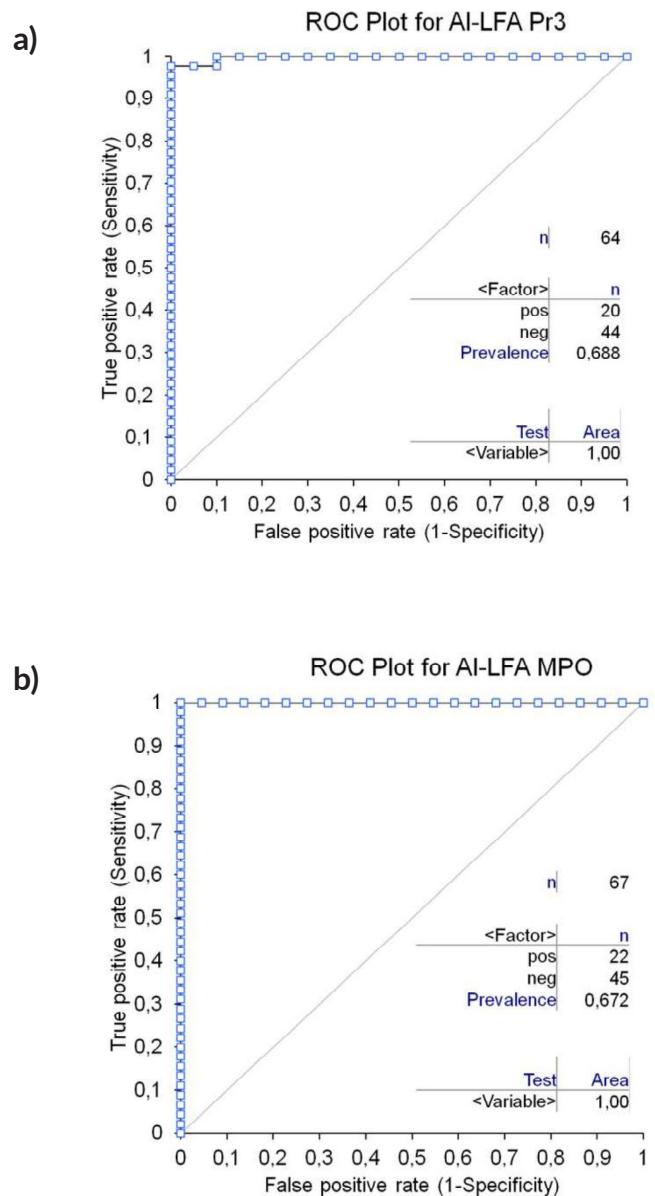 a)
ROC Plot for AI-LFA Pr3
True positive rate (Sensitivity)
1
0,9
0,8
0,7
0,6
0,5
0,4
0,3
0,2
0,1
0
n 64
<Factor> n
pos 20
neg 44
Prevalence 0,688
Test Area
<Variable> 1,00
0 0,1 0,2 0,3 0,4 0,5 0,6 0,7 0,8 0,9 1
False positive rate (1-Specificity)
b)
ROC Plot for AI-LFA MPO
True positive rate (Sensitivity)
1
0,9
0,8
0,7
0,6
0,5
0,4
0,3
0,2
0,1
0
n 67
<Factor> n
pos 22
neg 45
Prevalence 0,672
Test Area
<Variable> 1,00
0 0,1 0,2 0,3 0,4 0,5 0,6 0,7 0,8 0,9 1
False positive rate (1-Specificity)